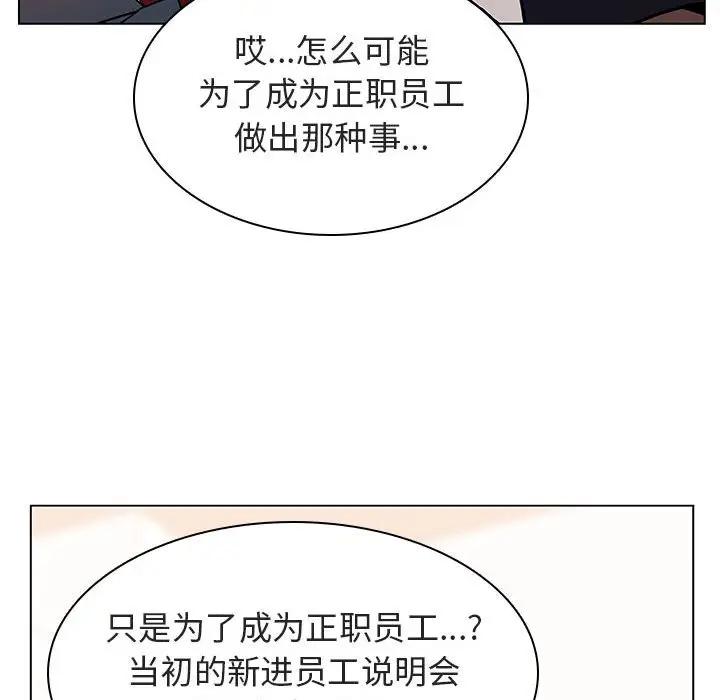 哎...怎么可能
为了成为正职员工
做出那种事...
只是为了成为正职员工...?
当初的新进员工说明会